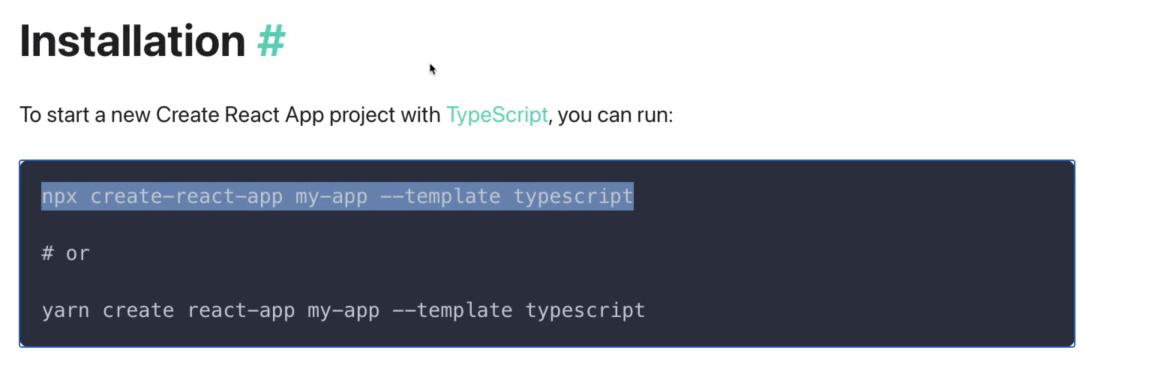 Installation #
To start a new Create React App project with TypeScript, you can run:
npx create-react-app my-app --template typescript
# or
yarn create react-app my-app --template typescript